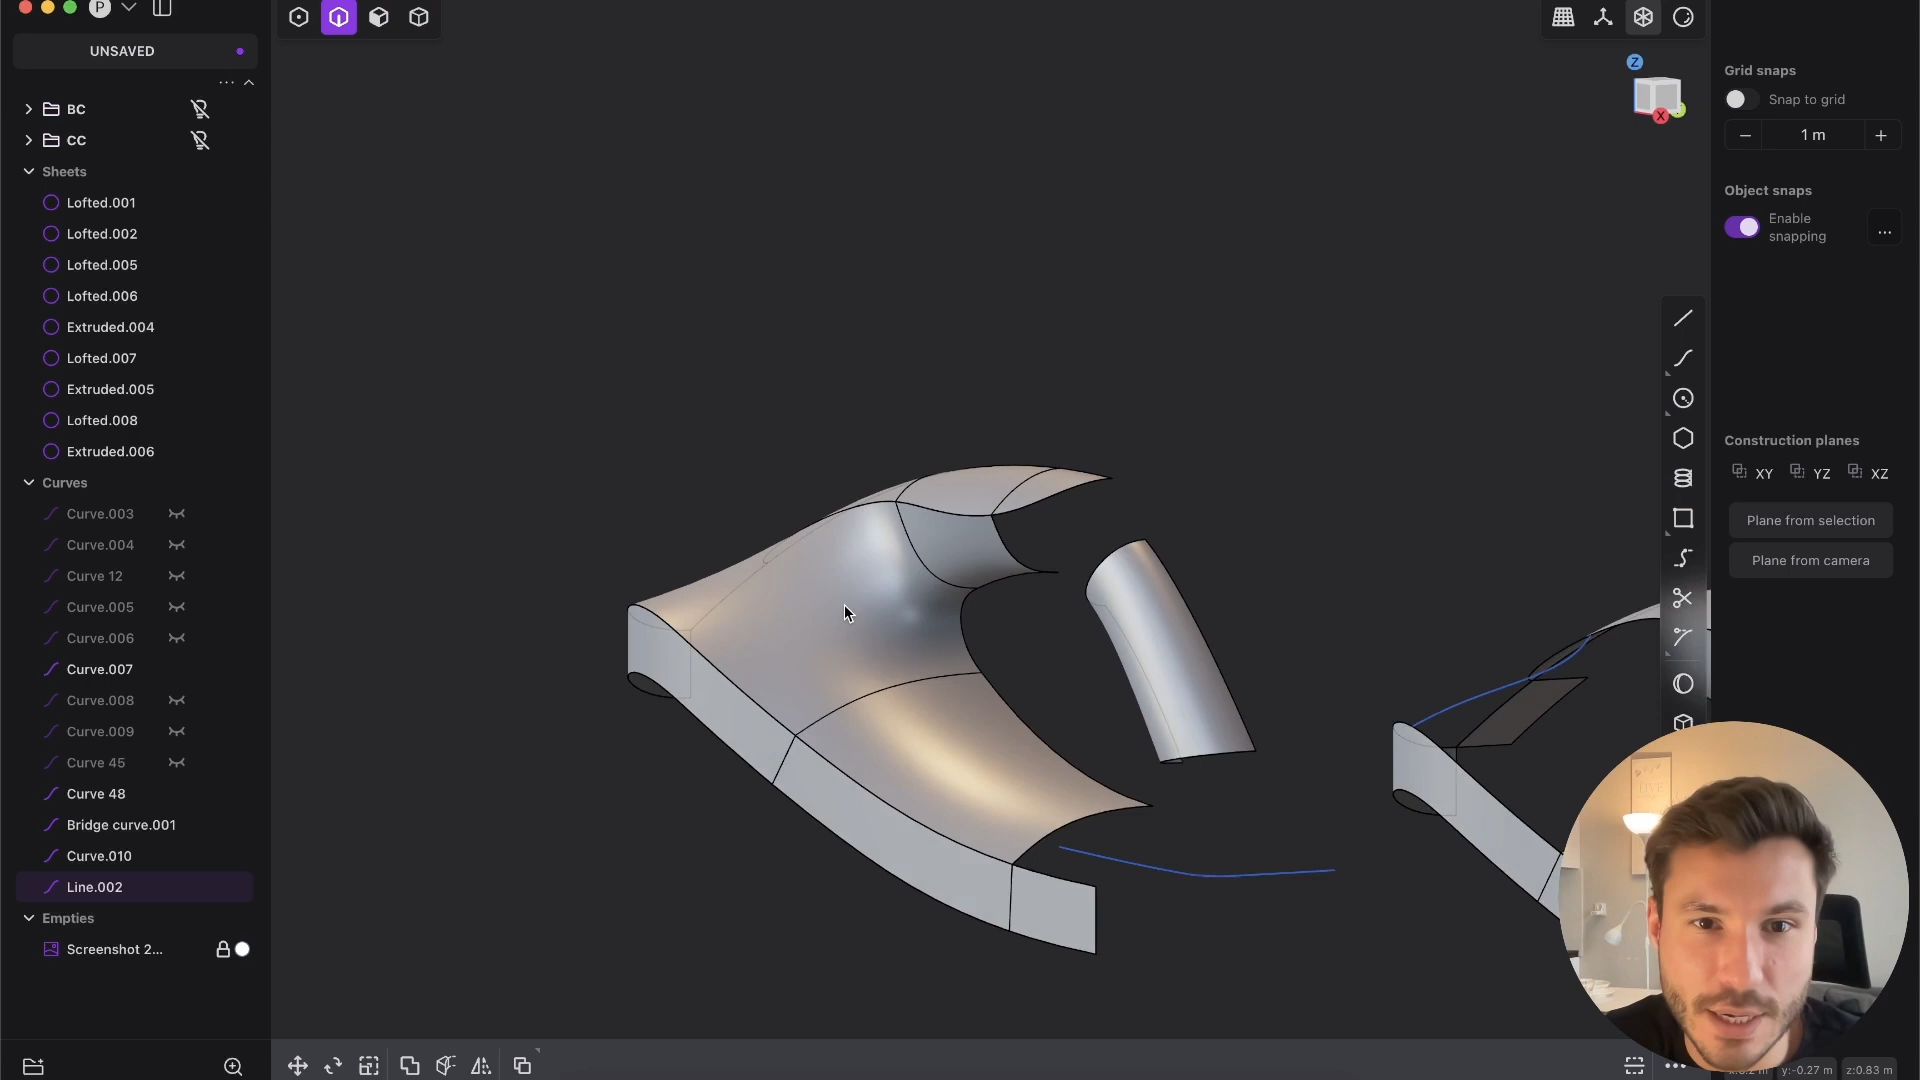 P
UNSAVED
BC
CC
Sheets
Lofted.001
Lofted.002
Lofted.005
Lofted.006
Extruded.004
Lofted.007
Extruded.005
Lofted.008
Extruded.006
Curves
Curve.003
Curve.004
Curve 12
Curve.005
Curve.006
Curve.007
Curve.008
Curve.009
Curve 45
Curve 48
Bridge curve.001
Curve.010
Line.002
Empties
Screenshot 2...
Z
X
Grid snaps
Snap to grid
1 m
Object snaps
Enable
snapping
...
Construction planes
XY
YZ
XZ
Plane from selection
Plane from camera
y:-0.27 m
z:0.83 m